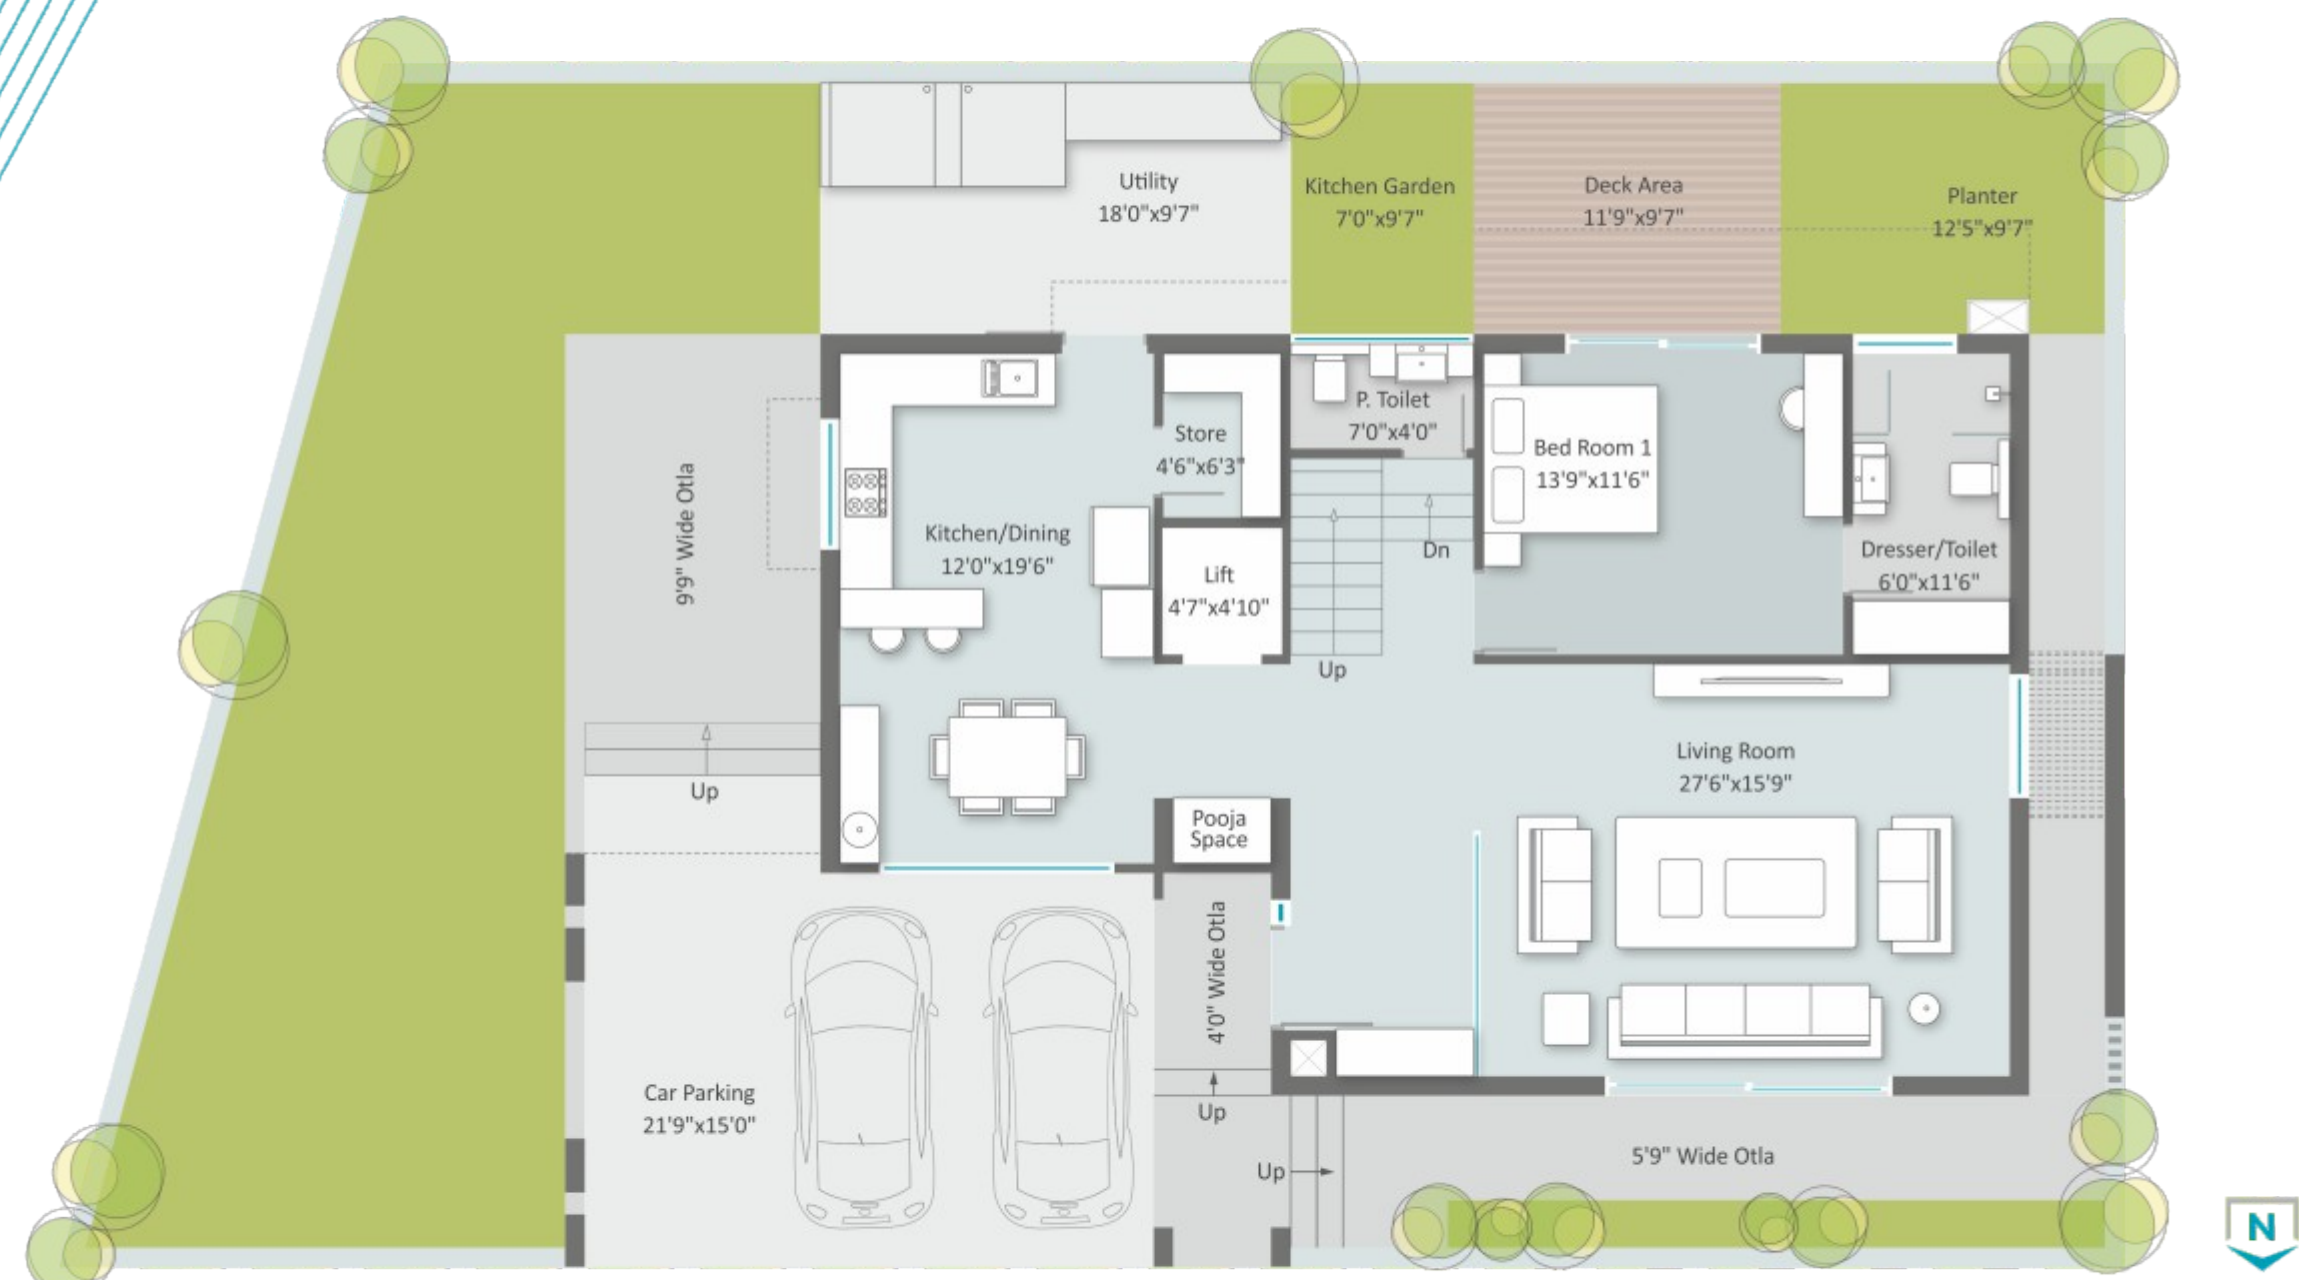 Utility
18'0"x9'7"
Kitchen Garden
7'0"x9'7"
Deck Area
11'9"x9'7"
Planter
12'5"x9'7"
P. Toilet
7'0"x4'0"
Store
4'6"x6'3"
Bed Room 1
13'9"x11'6"
9'9" Wide Otla
Kitchen/Dining
12'0"x19'6"
Lift
4'7"x4'10"
Dn
Up
Dresser/Toilet
6'0"x11'6"
Up
Living Room
27'6"x15'9"
Pooja
Space
4'0" Wide Otla
Car Parking
21'9"x15'0"
Up
Up
5'9" Wide Otla
N